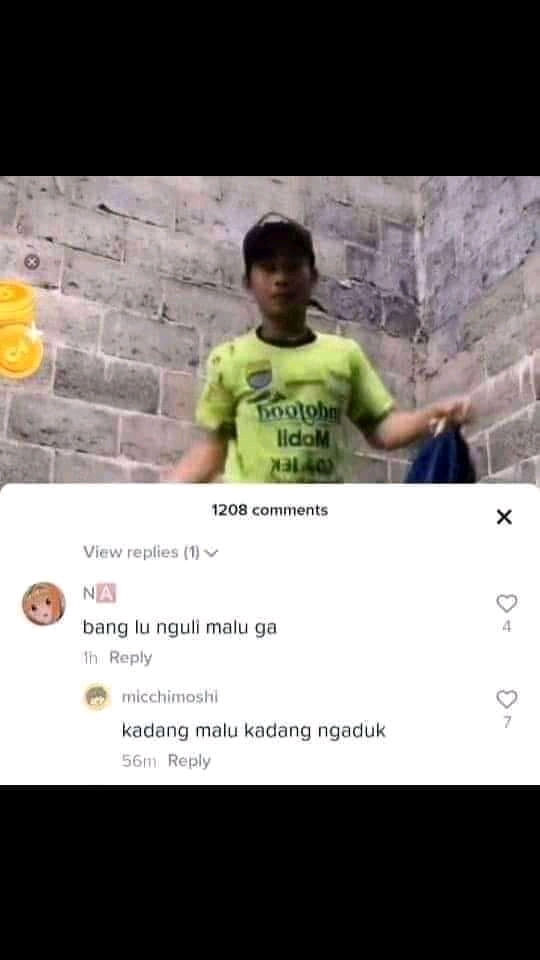 1208 comments
View replies (1)
N🅰
bang lu nguli malu ga
4
1h Reply
micchimoshi
kadang malu kadang ngaduk
7
56m Reply